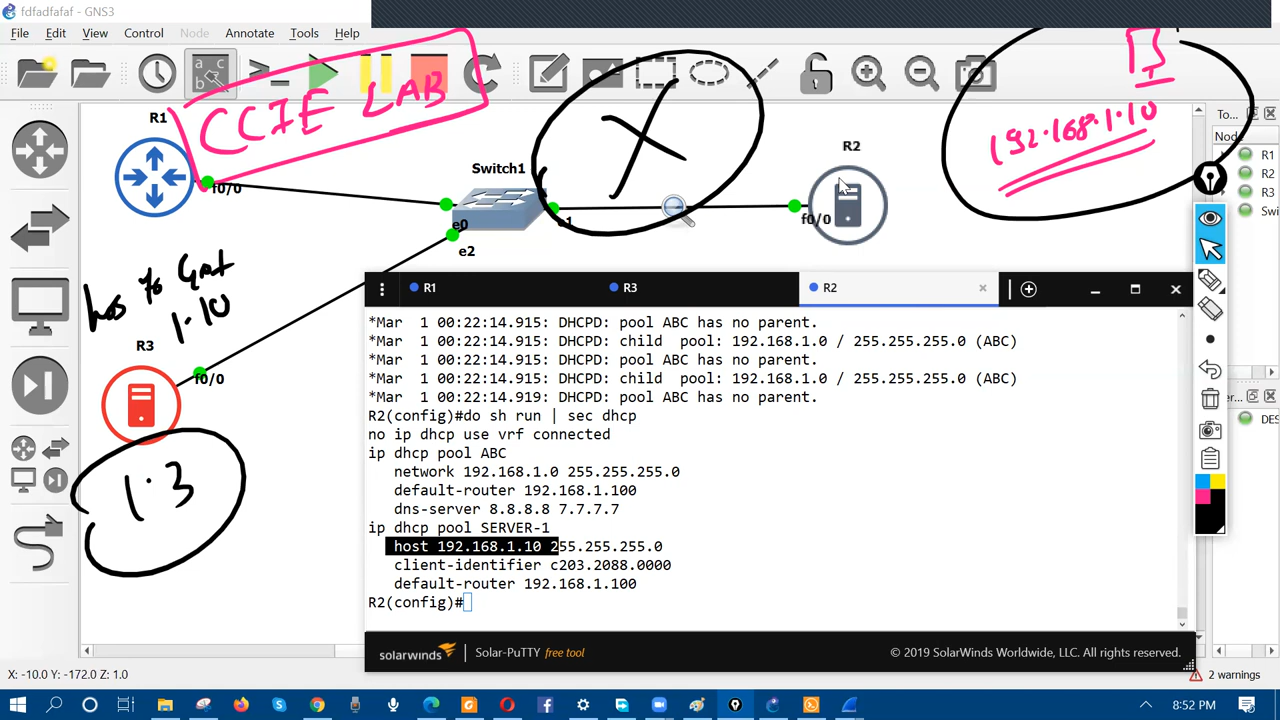 fdfadfafaf - GNS3
File Edit View Control Node Annotate Tools Help
CCIE LAB
192.168.1.10
To...
Node
R1
R2
R3
Swi
R1
f0/0
Switch1
e0
e1
e2
R2
f0/0
has to Get
1.10
R3
f0/0
1.3
DES
R1 R3 R2
*Mar  1 00:22:14.915: DHCPD: pool ABC has no parent.
*Mar  1 00:22:14.915: DHCPD: child  pool: 192.168.1.0 / 255.255.255.0 (ABC)
*Mar  1 00:22:14.915: DHCPD: pool ABC has no parent.
*Mar  1 00:22:14.915: DHCPD: child  pool: 192.168.1.0 / 255.255.255.0 (ABC)
*Mar  1 00:22:14.919: DHCPD: pool ABC has no parent.
R2(config)#do sh run | sec dhcp
no ip dhcp use vrf connected
ip dhcp pool ABC
network 192.168.1.0 255.255.255.0
default-router 192.168.1.100
dns-server 8.8.8.8 7.7.7.7
ip dhcp pool SERVER-1
host 192.168.1.10 255.255.255.0
client-identifier c203.2088.0000
default-router 192.168.1.100
R2(config)#
solarwinds Solar-PuTTY free tool © 2019 SolarWinds Worldwide, LLC. All rights reserved.
X: -10.0 Y: -172.0 Z: 1.0 2 warnings
8:52 PM